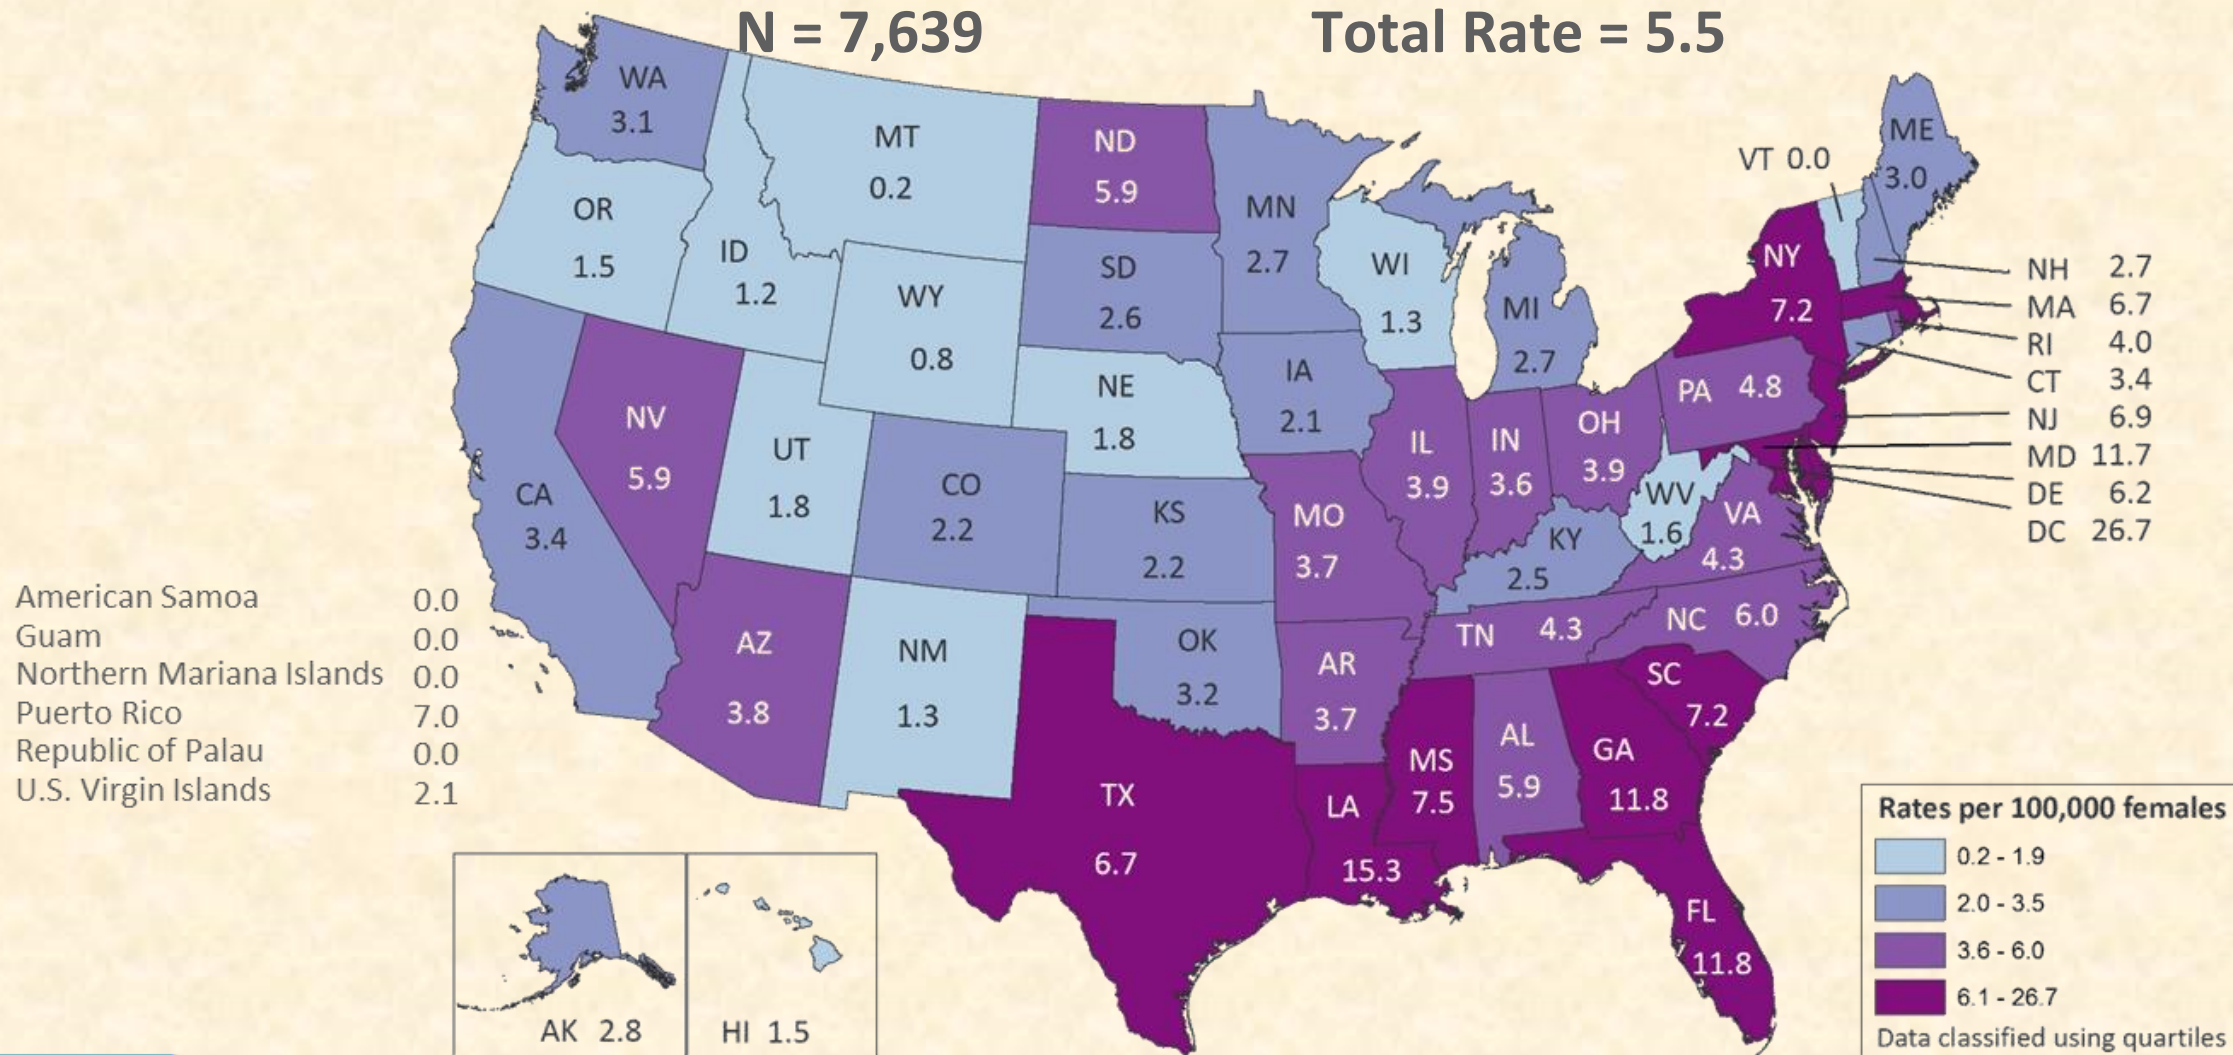 N = 7,639
Total Rate = 5.5
WA
3.1
MT
0.2
ND
5.9
MN
2.7
VT 0.0
ME
3.0
OR
1.5
ID
1.2
WY
0.8
SD
2.6
WI
1.3
MI
2.7
NY
7.2
NH 2.7
MA 6.7
RI 4.0
CT 3.4
NJ 6.9
MD 11.7
DE 6.2
DC 26.7
NE
1.8
IA
2.1
PA 4.8
NV
5.9
UT
1.8
CA
3.4
CO
2.2
KS
2.2
MO
3.7
IL
3.9
IN
3.6
OH
3.9
WV
1.6
VA
4.3
KY
2.5
AZ
3.8
NM
1.3
OK
3.2
AR
3.7
TN 4.3
NC 6.0
SC
7.2
TX
6.7
LA
15.3
MS
7.5
AL
5.9
GA
11.8
FL
11.8
American Samoa 0.0
Guam 0.0
Northern Mariana Islands 0.0
Puerto Rico 7.0
Republic of Palau 0.0
U.S. Virgin Islands 2.1
AK 2.8
HI 1.5
Rates per 100,000 females
0.2 - 1.9
2.0 - 3.5
3.6 - 6.0
6.1 - 26.7
Data classified using quartiles